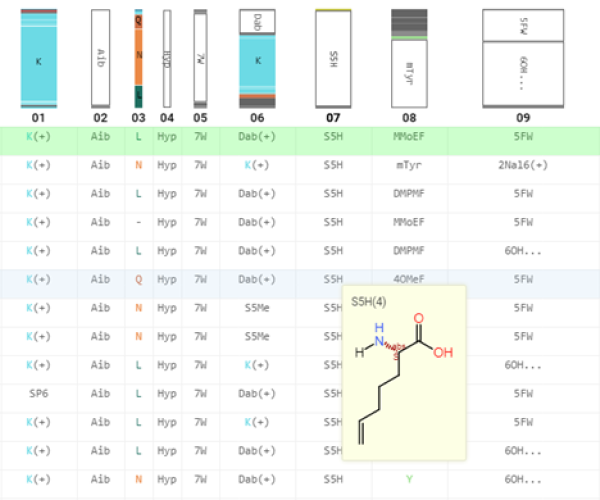 K Aib Q N L Hyp 7W Dab K S5H mTyr 5FW 6OH...
01 02 03 04 05 06 07 08 09
K(+) Aib L Hyp 7W Dab(+) S5H MMoEF 5FW
K(+) Aib N Hyp 7W K(+) S5H mTyr 2Nal6(+)
K(+) Aib L Hyp 7W Dab(+) S5H DMPMF 5FW
K(+) Aib - Hyp 7W Dab(+) S5H MMoEF 5FW
K(+) Aib L Hyp 7W Dab(+) S5H DMPMF 6OH...
K(+) Aib Q Hyp 7W Dab(+) S5H 4OMeF 5FW
K(+) Aib N Hyp 7W S5Me S5H 5FW
K(+) Aib N Hyp 7W S5Me S5H 5FW
K(+) Aib L Hyp 7W K(+) S5H 6OH...
SP6 Aib L Hyp 7W Dab(+) S5H 5FW
K(+) Aib L Hyp 7W K(+) S5H 5FW
K(+) Aib L Hyp 7W Dab(+) S5H 6OH...
K(+) Aib N Hyp 7W Dab(+) S5H Y 6OH...
S5H(4)
O
H
N
H
abs
OH